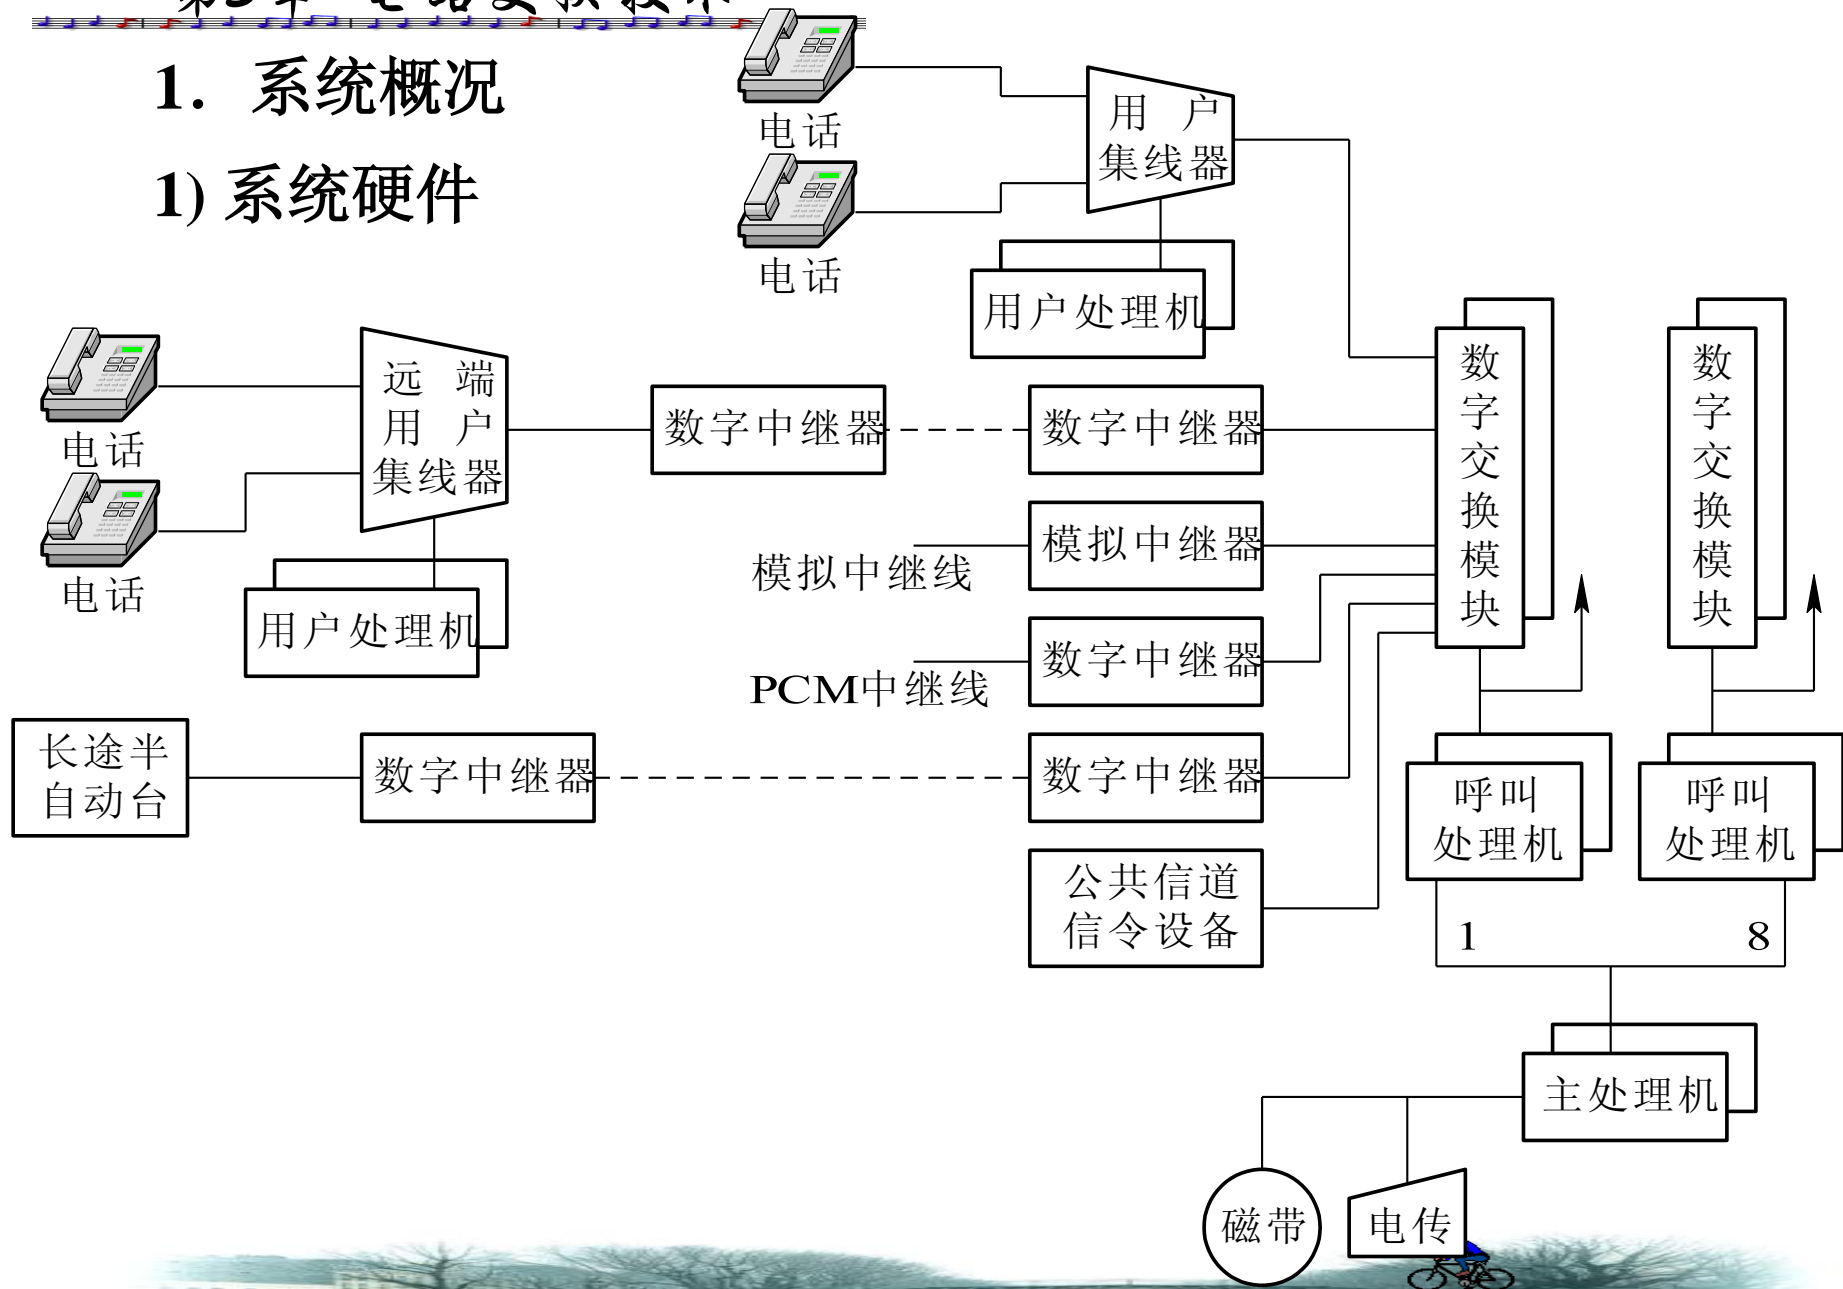 1. 系统概况
1) 系统硬件
电话
电话
用 户
集线器
用户处理机
电话
电话
远 端
用 户
集线器
用户处理机
数字中继器
数字中继器
模拟中继线
模拟中继器
PCM中继线
数字中继器
长途半
自动台
数字中继器
数字中继器
公共信道
信令设备
数字交换模块
数字交换模块
呼叫
处理机
呼叫
处理机
1
8
主处理机
磁带
电传